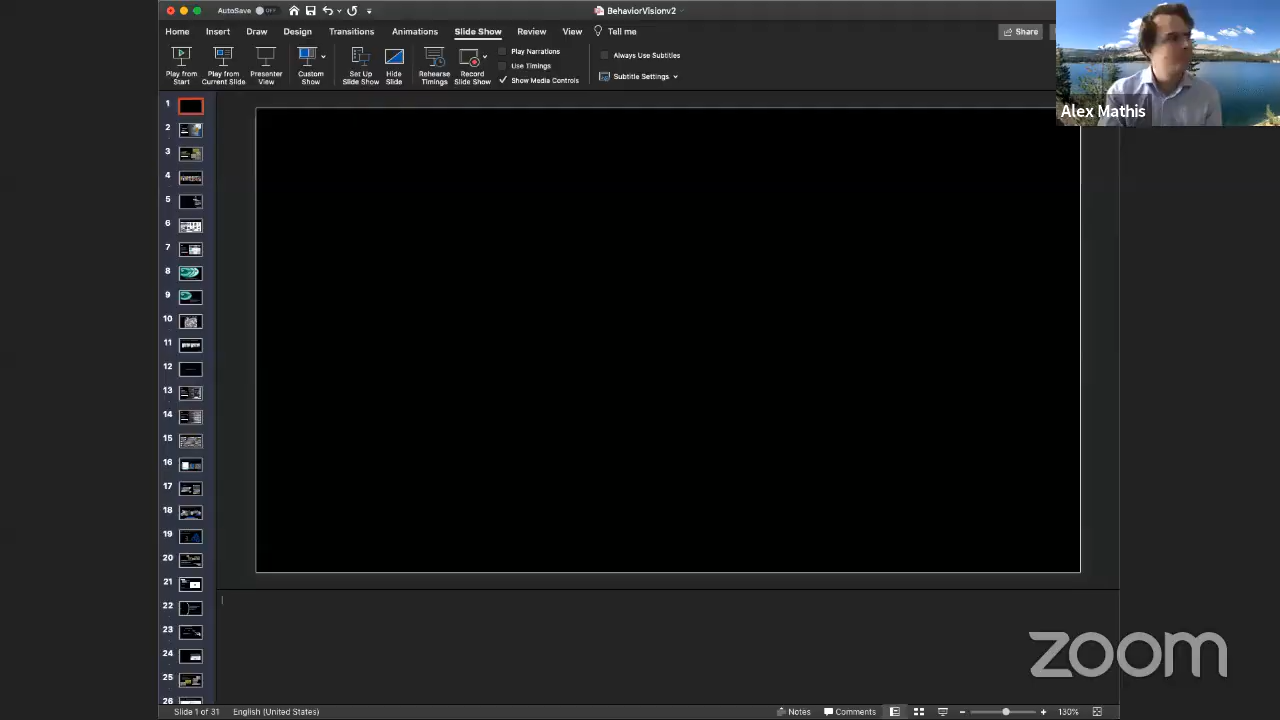 AutoSave OFF
BehaviorVisionv2
Home Insert Draw Design Transitions Animations Slide Show Review View Tell me
Share
Play from Start
Play from Current Slide
Presenter View
Custom Show
Set Up Slide Show
Hide Slide
Rehearse Timings
Record Slide Show
Play Narrations
Use Timings
Show Media Controls
Always Use Subtitles
Subtitle Settings
Alex Mathis
1
2
3
4
5
6
7
8
9
10
11
12
13
14
15
16
17
18
19
20
21
22
23
24
25
26
zoom
Slide 1 of 31 English (United States) Notes Comments 130%